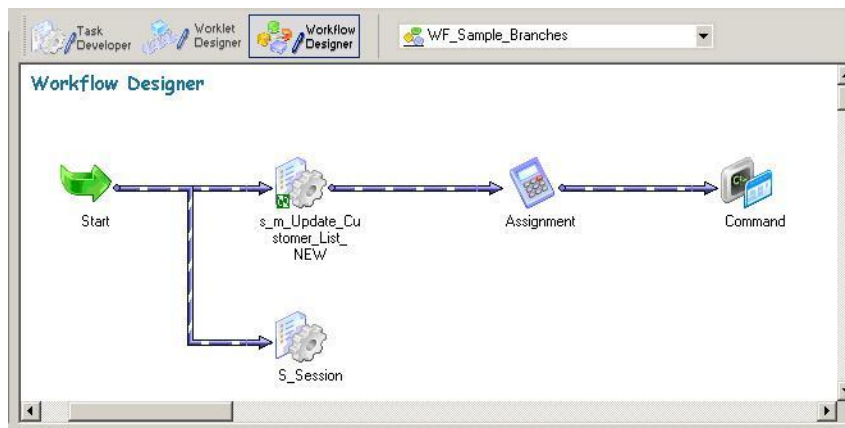 Task
Developer
Worklet
Designer
Workflow
Designer
WF_Sample_Branches
Workflow Designer
Start
s_m_Update_Cu
stomer_List_
NEW
Assignment
Command
S_Session